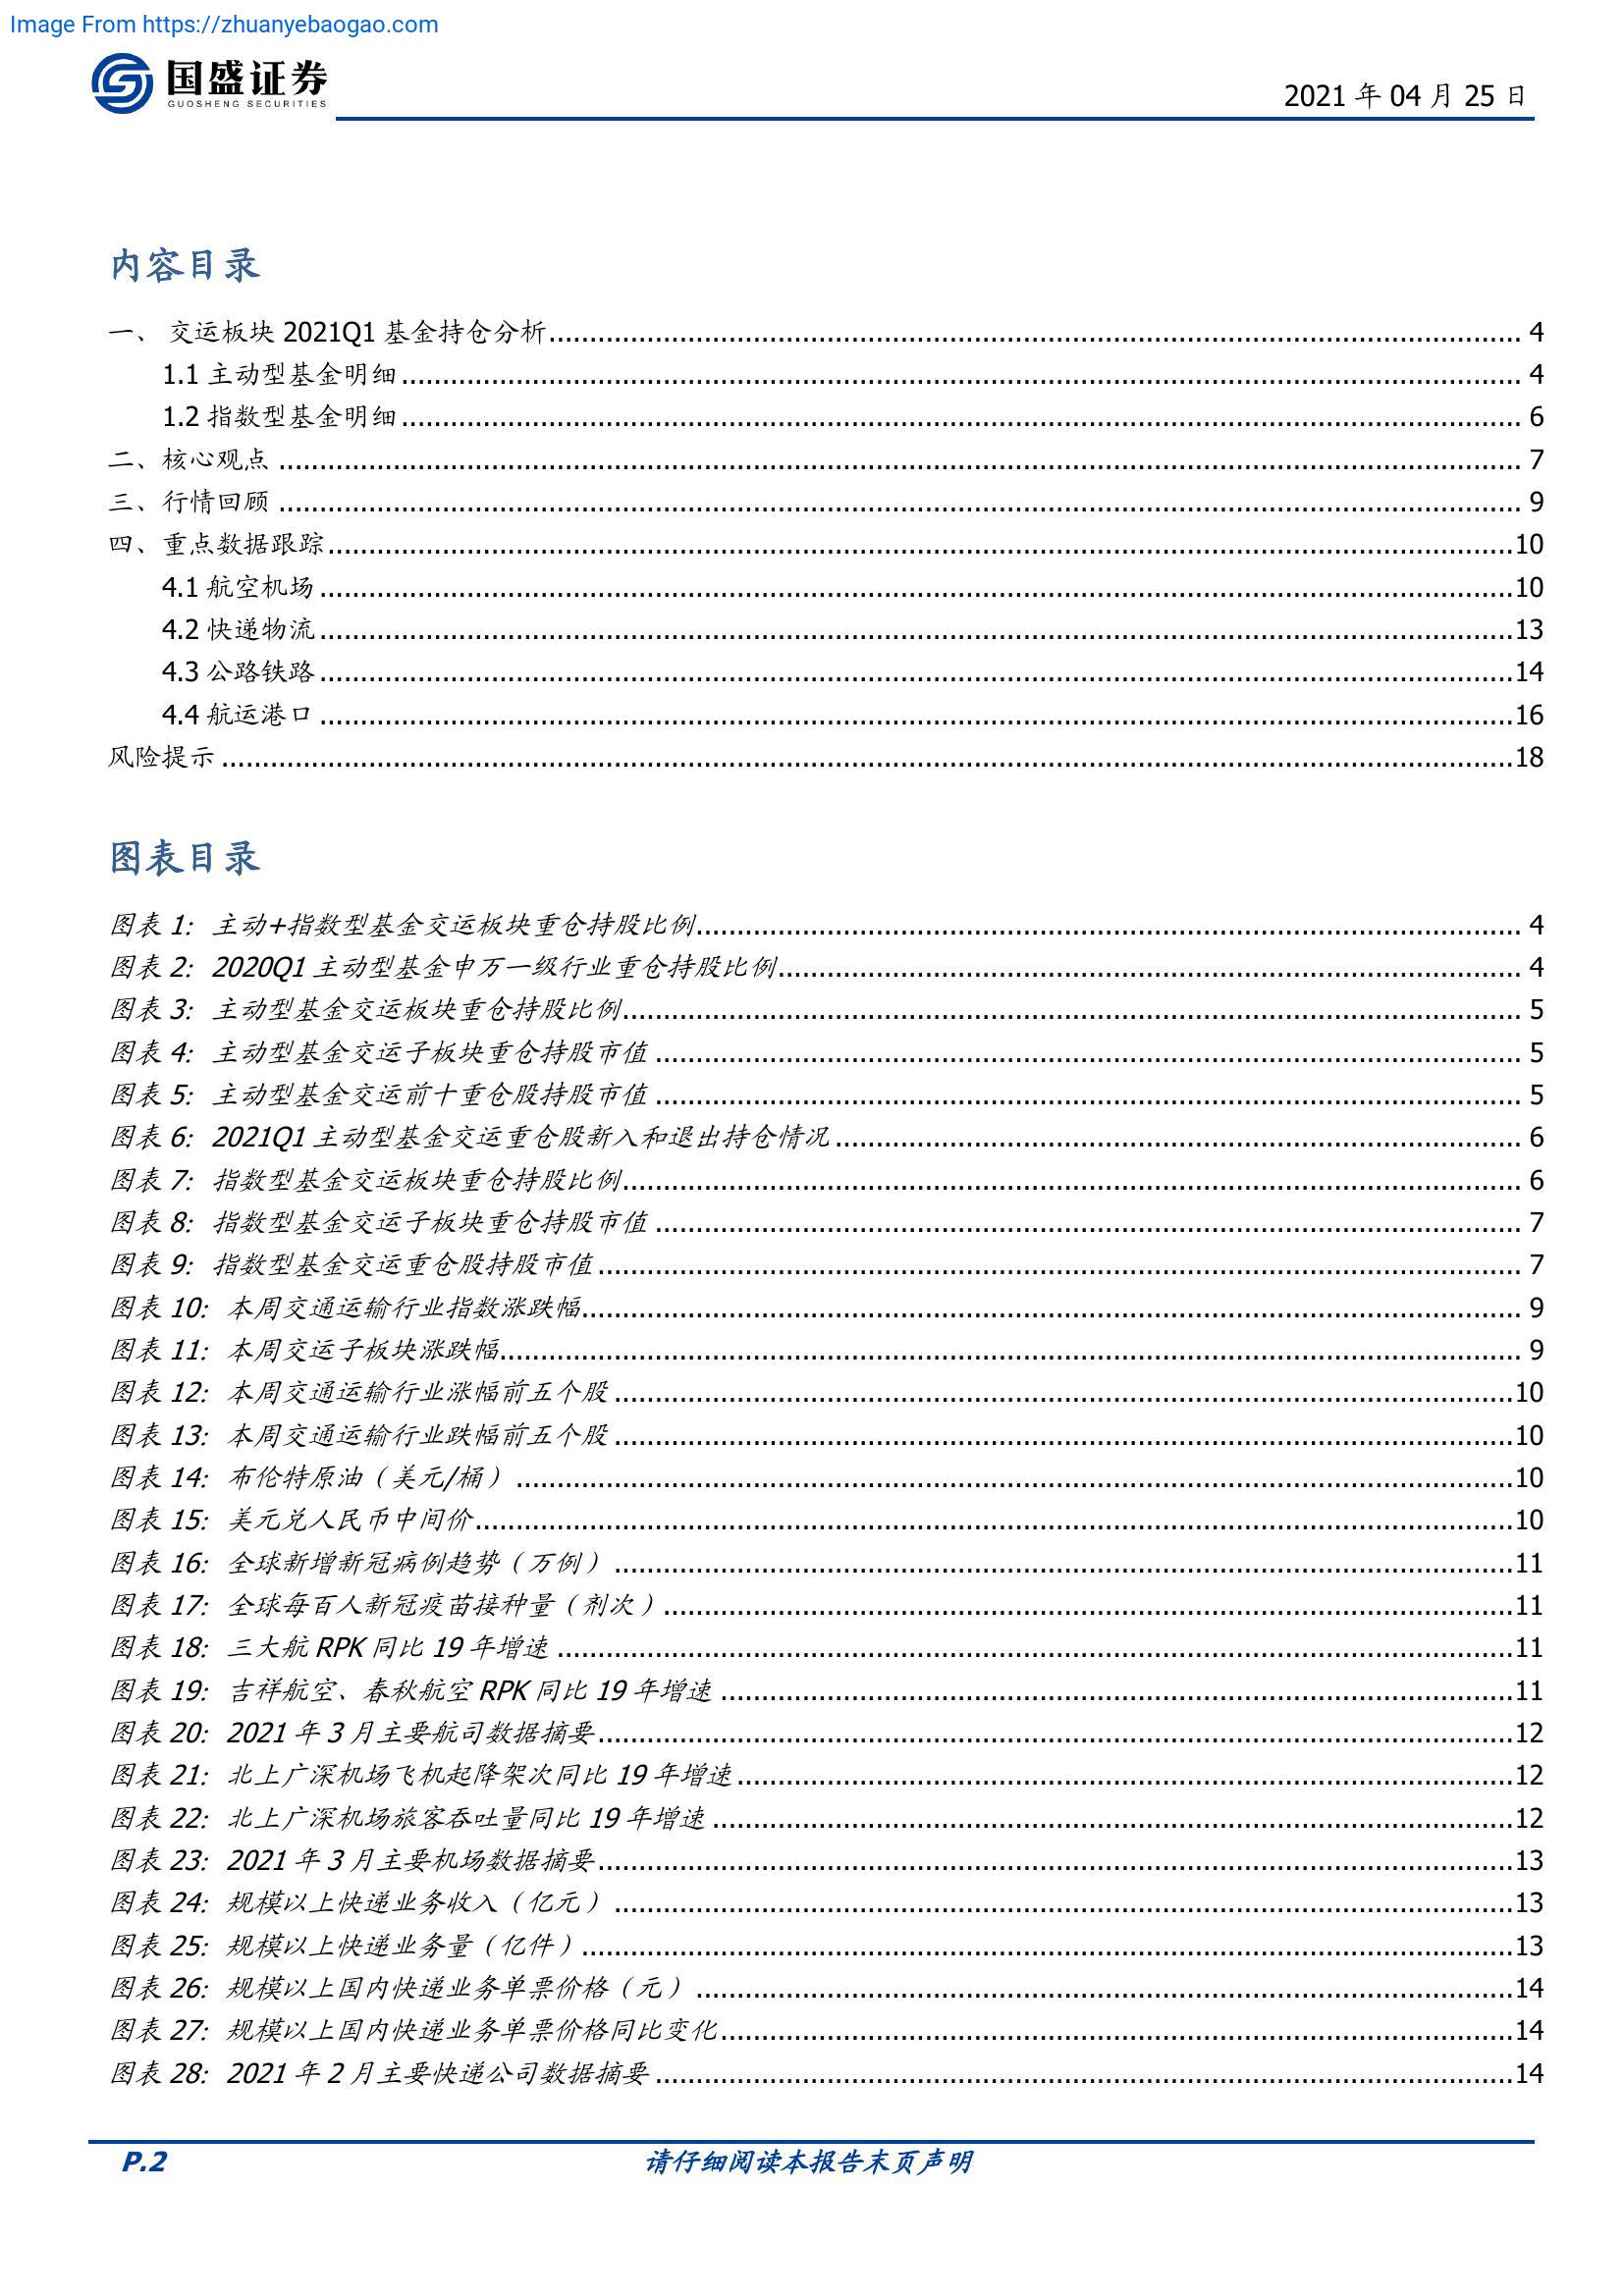 Image From https://zhuanyebaogao.com
国盛证券
GUOSHENG SECURITIES
2021 年 04 月 25 日
内容目录
一、 交运板块 2021Q1 基金持仓分析 4
1.1 主动型基金明细 4
1.2 指数型基金明细 6
二、核心观点 7
三、行情回顾 9
四、重点数据跟踪 10
4.1 航空机场 10
4.2 快递物流 13
4.3 公路铁路 14
4.4 航运港口 16
风险提示 18
图表目录
图表 1: 主动+指数型基金交运板块重仓持股比例 4
图表 2: 2020Q1 主动型基金申万一级行业重仓持股比例 4
图表 3: 主动型基金交运板块重仓持股比例 5
图表 4: 主动型基金交运子板块重仓持股市值 5
图表 5: 主动型基金交运前十重仓股持股市值 5
图表 6: 2021Q1 主动型基金交运重仓股新入和退出持仓情况 6
图表 7: 指数型基金交运板块重仓持股比例 6
图表 8: 指数型基金交运子板块重仓持股市值 7
图表 9: 指数型基金交运重仓股持股市值 7
图表 10: 本周交通运输行业指数涨跌幅 9
图表 11: 本周交运子板块涨跌幅 9
图表 12: 本周交通运输行业涨幅前五个股 10
图表 13: 本周交通运输行业跌幅前五个股 10
图表 14: 布伦特原油（美元/桶） 10
图表 15: 美元兑人民币中间价 10
图表 16: 全球新增新冠病例趋势（万例） 11
图表 17: 全球每百人新冠疫苗接种量（剂次） 11
图表 18: 三大航 RPK 同比 19 年增速 11
图表 19: 吉祥航空、春秋航空 RPK 同比 19 年增速 11
图表 20: 2021 年 3 月主要航司数据摘要 12
图表 21: 北上广深机场飞机起降架次同比 19 年增速 12
图表 22: 北上广深机场旅客吞吐量同比 19 年增速 12
图表 23: 2021 年 3 月主要机场数据摘要 13
图表 24: 规模以上快递业务收入（亿元） 13
图表 25: 规模以上快递业务量（亿件） 13
图表 26: 规模以上国内快递业务单票价格（元） 14
图表 27: 规模以上国内快递业务单票价格同比变化 14
图表 28: 2021 年 2 月主要快递公司数据摘要 14
P.2
请仔细阅读本报告末页声明